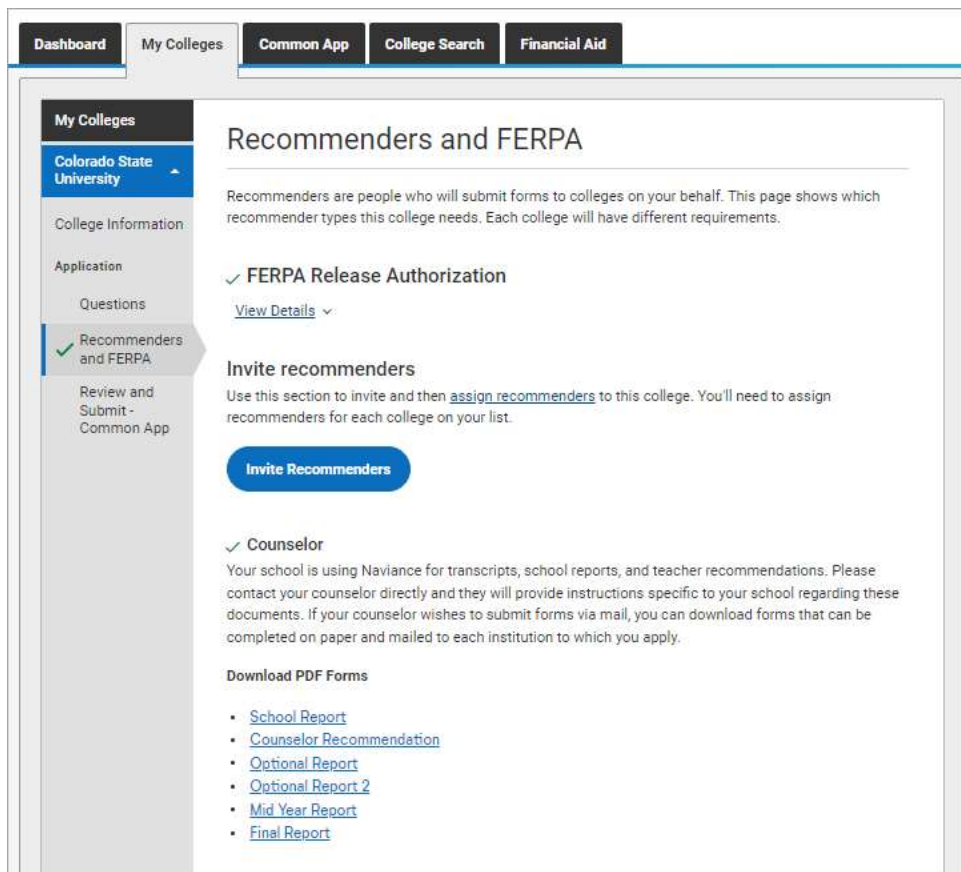 Dashboard
My Colleges
Common App
College Search
Financial Aid
My Colleges
Colorado State
University
College Information
Application
Questions
Recommenders
and FERPA
Review and
Submit -
Common App
Recommenders and FERPA
Recommenders are people who will submit forms to colleges on your behalf. This page shows which
recommender types this college needs. Each college will have different requirements.
FERPA Release Authorization
View Details
Invite recommenders
Use this section to invite and then assign recommenders to this college. You'll need to assign
recommenders for each college on your list.
Invite Recommenders
Counselor
Your school is using Naviance for transcripts, school reports, and teacher recommendations. Please
contact your counselor directly and they will provide instructions specific to your school regarding these
documents. If your counselor wishes to submit forms via mail, you can download forms that can be
completed on paper and mailed to each institution to which you apply.
Download PDF Forms
• School Report
• Counselor Recommendation
• Optional Report
• Optional Report 2
• Mid Year Report
• Final Report